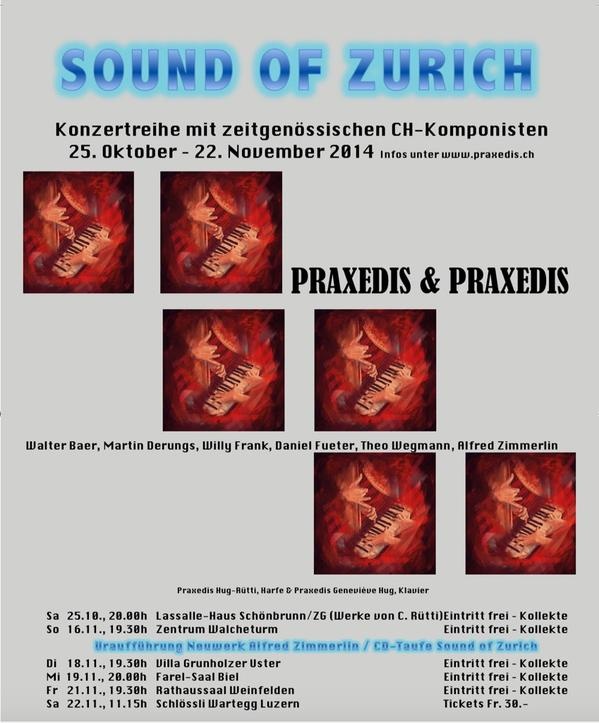 SOUND OF ZURICH
Konzertreihe mit zeitgenössischen CH-Komponisten
25. Oktober - 22. November 2014 Infos unter www.praxedis.ch
PRAXEDIS & PRAXEDIS
Walter Baer, Martin Derungs, Willy Frank, Daniel Fueter, Theo Wegmann, Alfred Zimmerlin
Praxedis Hug-Rütti, Harfe & Praxedis Geneviève Hug, Klavier
Sa 25.10., 20.00h Lassalle-Haus Schönbrunn/ZG (Werke von C. Rütti)Eintritt frei - Kollekte
So 16.11., 19.30h Zentrum Walcheturm Eintritt frei - Kollekte
Uraufführung Neuwerk Alfred Zimmerlin / CD-Taufe Sound of Zurich
Di 18.11., 19.30h Villa Grunholzer Uster Eintritt frei - Kollekte
Mi 19.11., 20.00h Farel-Saal Biel Eintritt frei - Kollekte
Fr 21.11., 19.30h Rathaussaal Weinfelden Eintritt frei - Kollekte
Sa 22.11., 11.15h Schlössli Wartegg Luzern Tickets Fr. 30.-